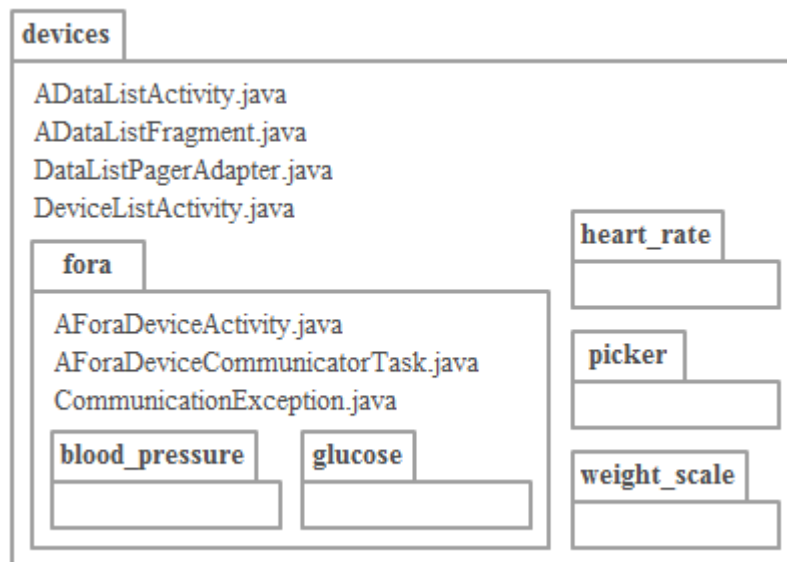 devices
ADataListActivity.java
ADataListFragment.java
DataListPagerAdapter.java
DeviceListActivity.java
fora
AForaDeviceActivity.java
AForaDeviceCommunicatorTask.java
CommunicationException.java
blood_pressure
glucose
heart_rate
picker
weight_scale